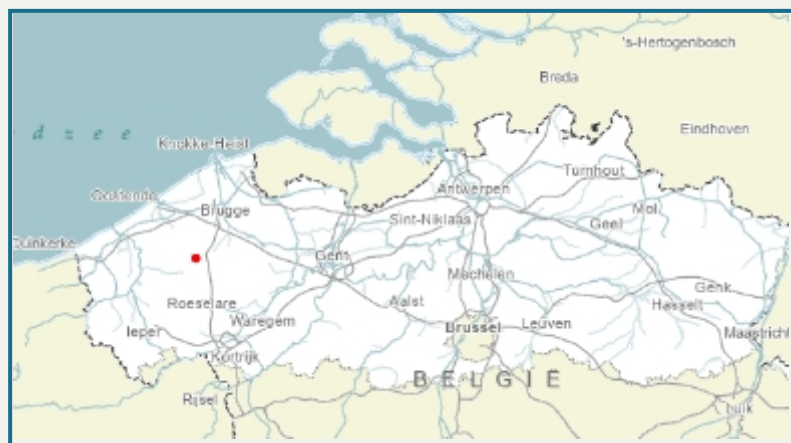 's-Hertogenbosch
Breda
d z e e
Eindhoven
Knokke-Heist
Turnhout
Oostende
Antwerpen
Mol
Brugge
Sint-Niklaas
Geel
Duinkerke
Gent
Mechelen
Genk
Roeselare
Aalst
Hasselt
Ieper
Waregem
Brussel
Leuven
Maastricht
Kortrijk
BELGIË
Rijsel
Luik